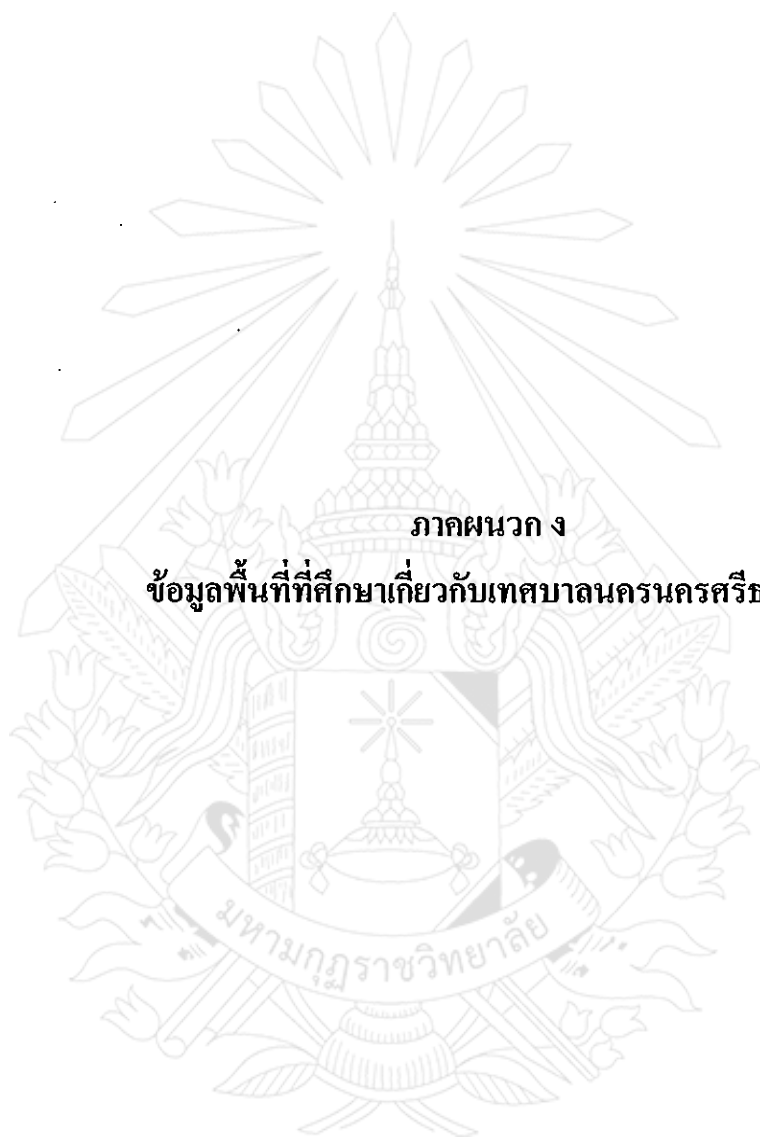 ภาคผนวก ง
ข้อมูลพื้นที่ที่ศึกษาเกี่ยวกับเทศบาลนครนครศรีธ
มหามกุฏราชวิทยาลัย